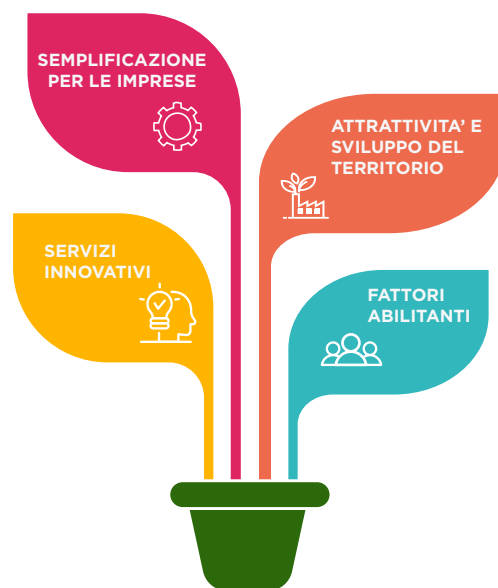 SEMPLIFICAZIONE
PER LE IMPRESE
ATTRATTIVITA' E
SVILUPPO DEL
TERRITORIO
SERVIZI
INNOVATIVI
FATTORI
ABILITANTI